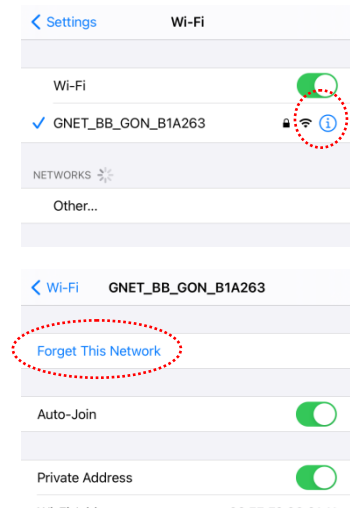 Settings Wi-Fi
Wi-Fi
GNET_BB_GON_B1A263
NETWORKS
Other...
Wi-Fi GNET_BB_GON_B1A263
Forget This Network
Auto-Join
Private Address